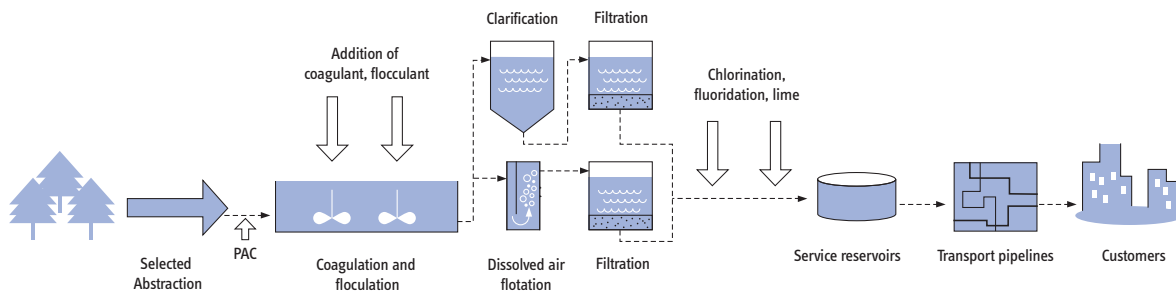 Clarification
Filtration
Addition of
coagulant, flocculant
Chlorination,
fluoridation, lime
PAC
Selected
Abstraction
Coagulation and
floculation
Dissolved air
flotation
Filtration
Service reservoirs
Transport pipelines
Customers